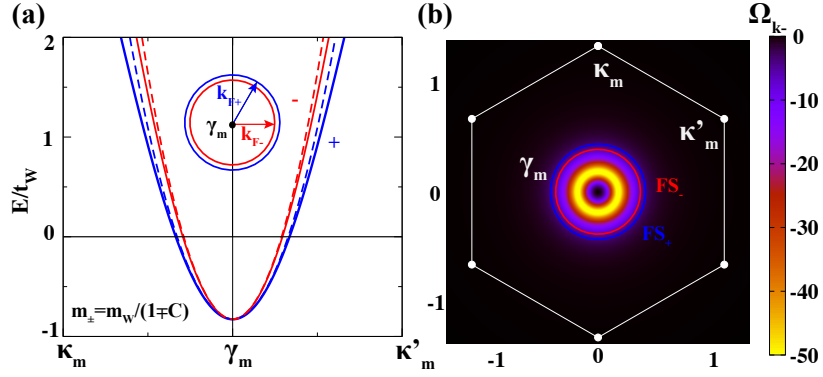 (a)
2
1
0
-1
E/t_W
κ_m
γ_m
κ'_m
k_F+
γ_m
k_F-
-
+
m_±=m_W/(1∓C)
(b)
Ω_k-
1
0
-1
-1
0
1
κ_m
κ'_m
γ_m
FS_-
FS_+
0
-10
-20
-30
-40
-50